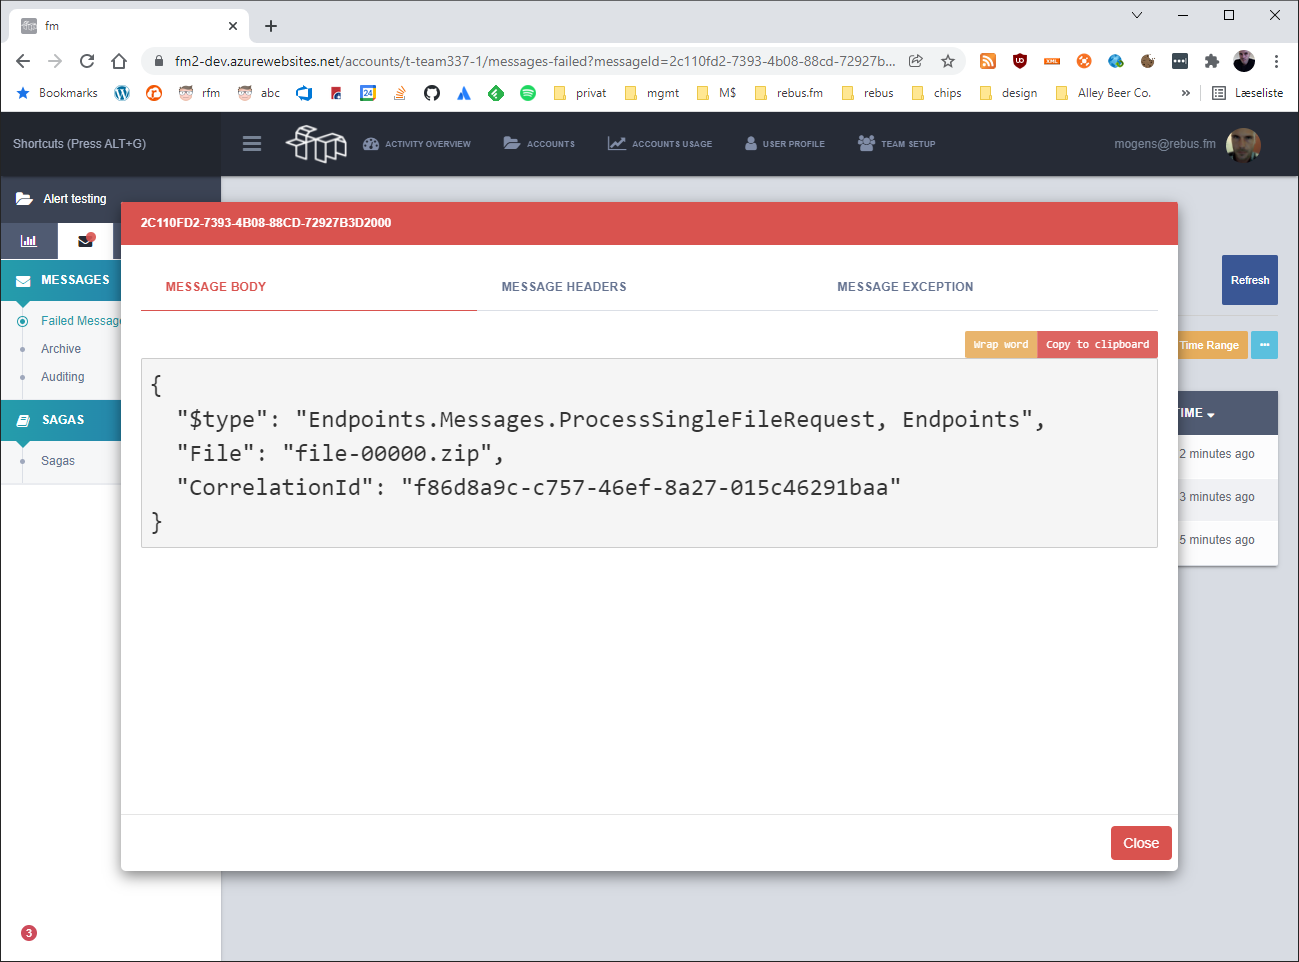 fm
fm2-dev.azurewebsites.net/accounts/t-team337-1/messages-failed?messageId=2c110fd2-7393-4b08-88cd-72927b...
Bookmarks rfm 24 abc privat mgmt M$ rebus.fm rebus chips design Alley Beer Co. » Læseliste
Shortcuts (Press ALT+G) ACTIVITY OVERVIEW ACCOUNTS ACCOUNTS USAGE USER PROFILE TEAM SETUP mogens@rebus.fm
Alert testing
2C110FD2-7393-4B08-88CD-72927B3D2000
MESSAGES
Failed Message
Archive
Auditing
SAGAS
Sagas
MESSAGE BODY MESSAGE HEADERS MESSAGE EXCEPTION
Refresh
Wrap word Copy to clipboard
Time Range ...
{
"$type": "Endpoints.Messages.ProcessSingleFileRequest, Endpoints",
"File": "file-00000.zip",
"CorrelationId": "f86d8a9c-c757-46ef-8a27-015c46291baa"
}
TIME
2 minutes ago
3 minutes ago
5 minutes ago
Close
3